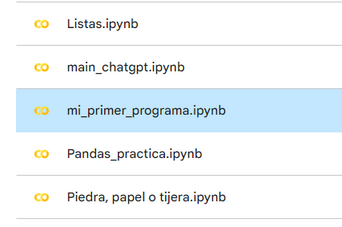 Listas.ipynb
main_chatgpt.ipynb
mi_primer_programa.ipynb
Pandas_practica.ipynb
Piedra, papel o tijera.ipynb